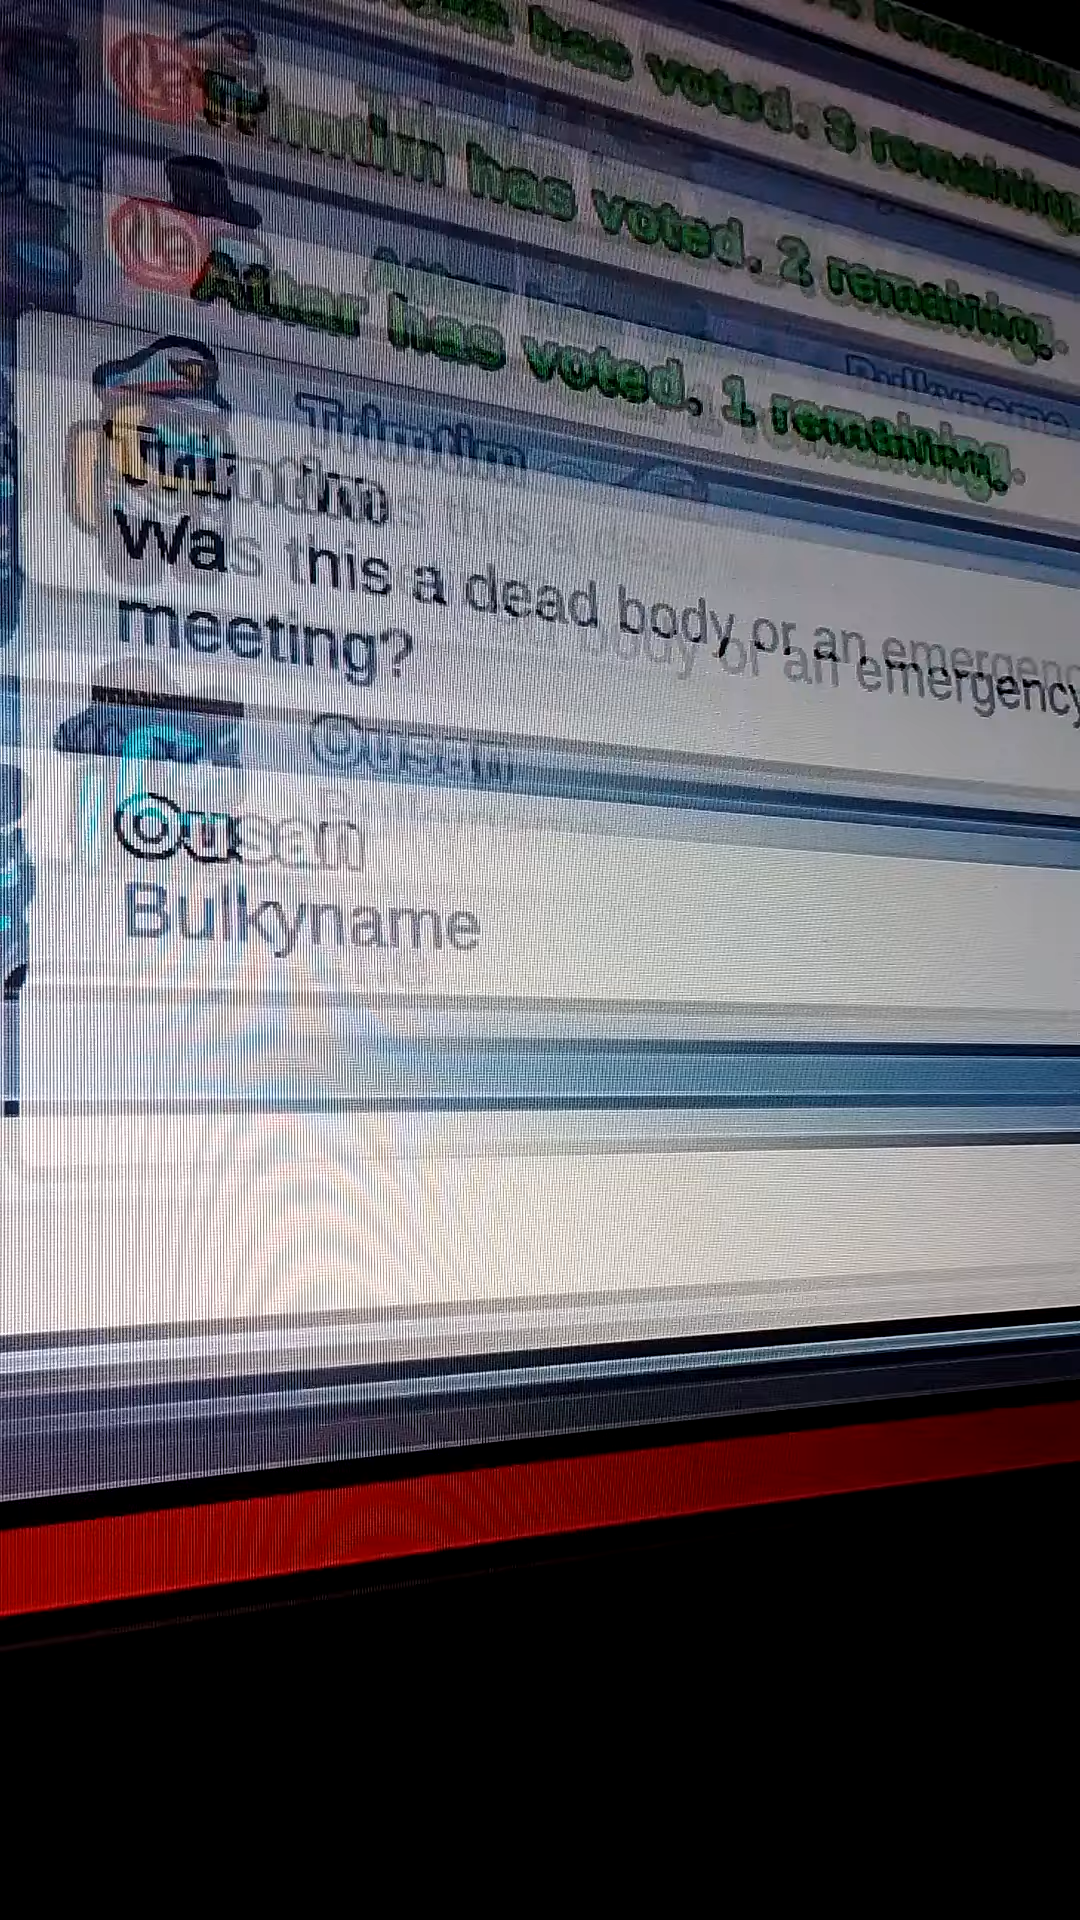 has voted. 3 remaining.
has voted. 2 remaining.
has voted. 1 remaining.
Was this a dead body or an emergency
meeting?
Ousan
Bulkyname